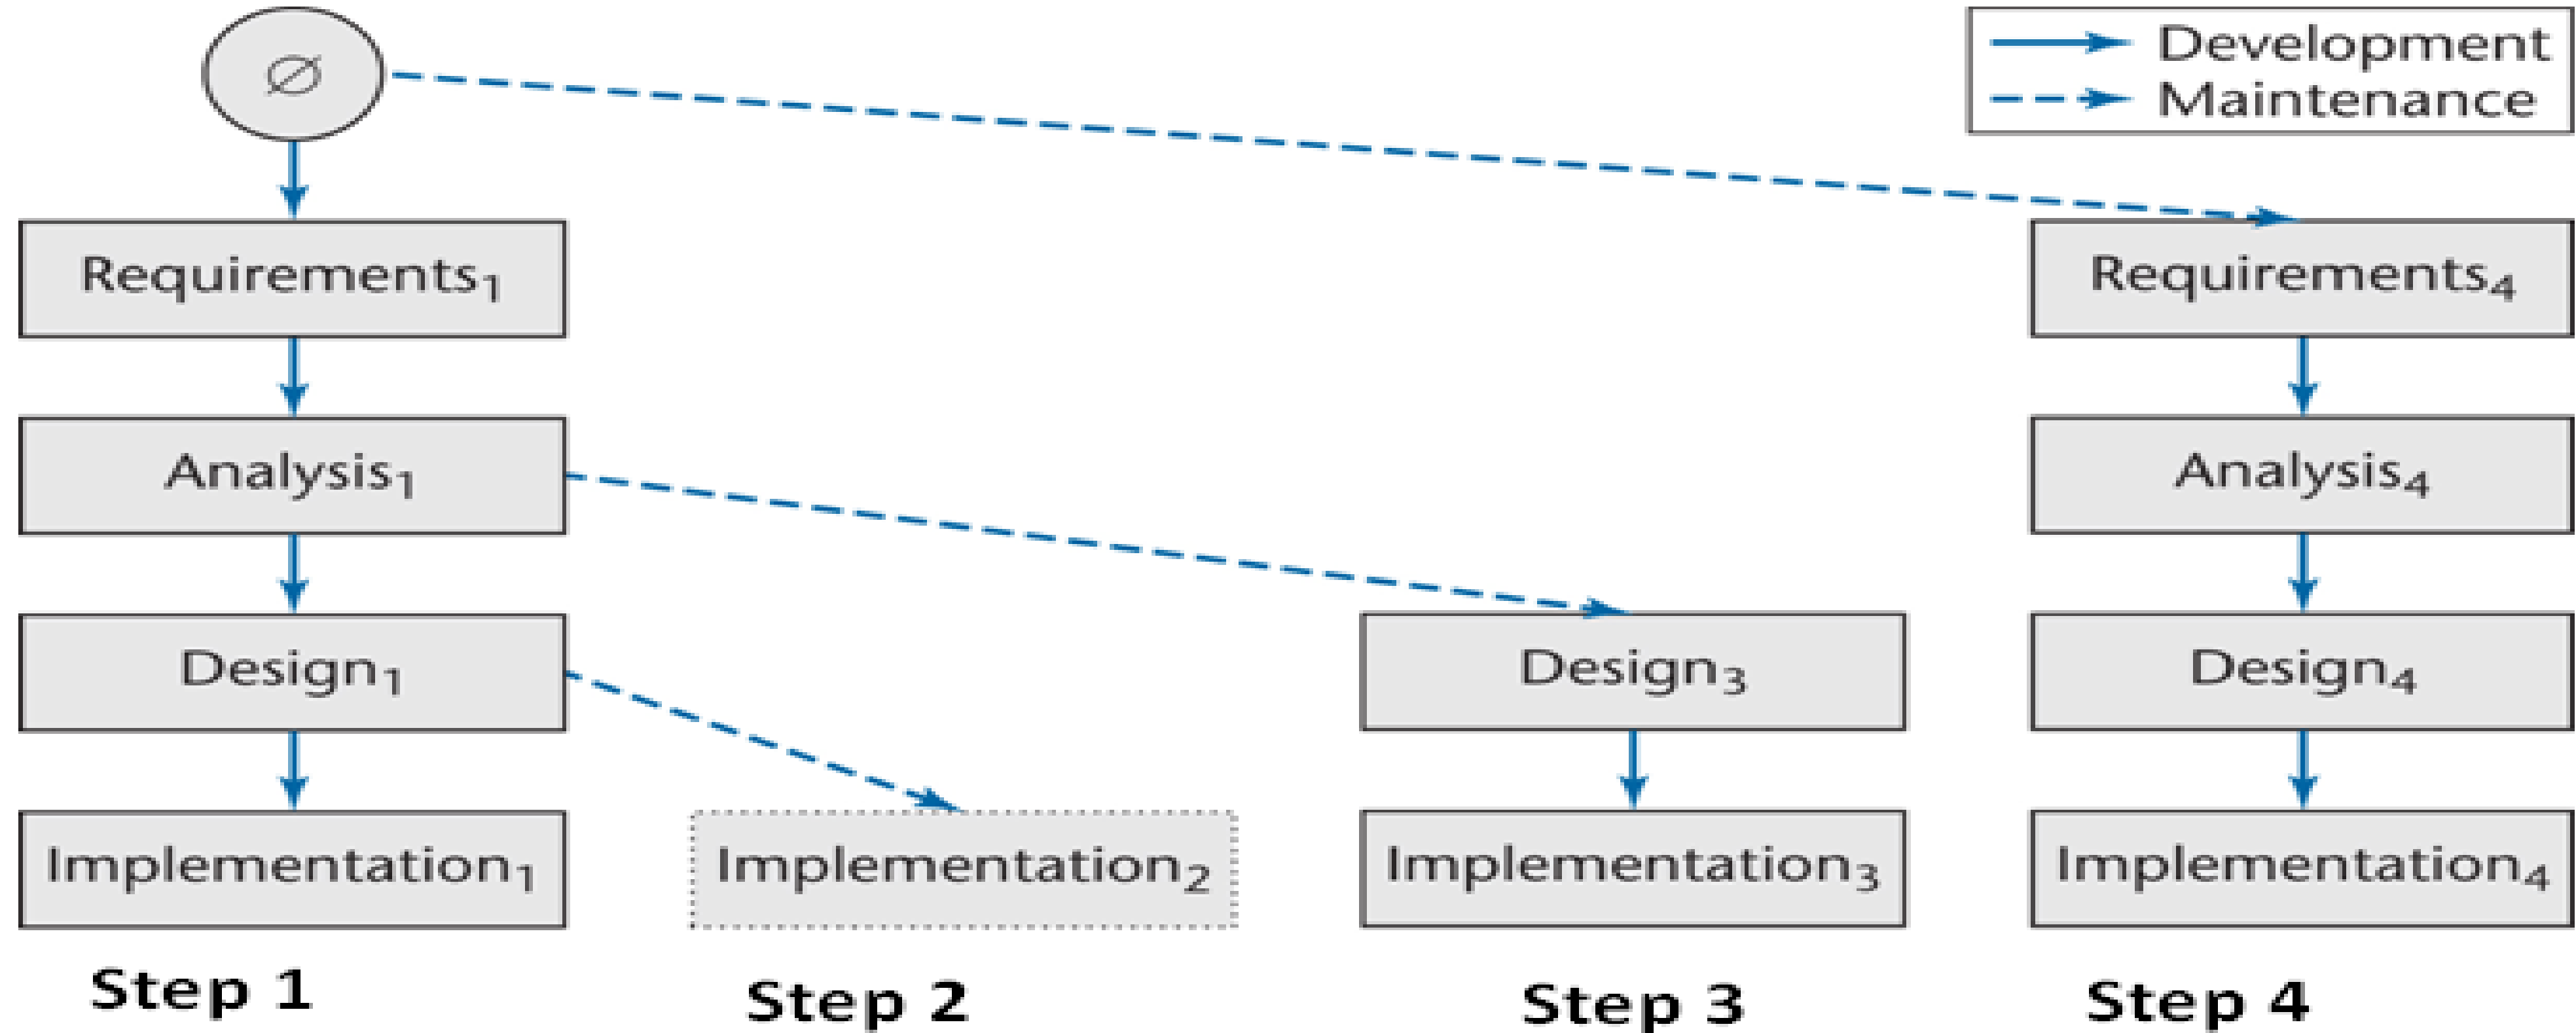 ∅
Development
Maintenance
Requirements₁
Requirements₄
Analysis₁
Analysis₄
Design₁
Design₃
Design₄
Implementation₁
Implementation₂
Implementation₃
Implementation₄
Step 1
Step 2
Step 3
Step 4